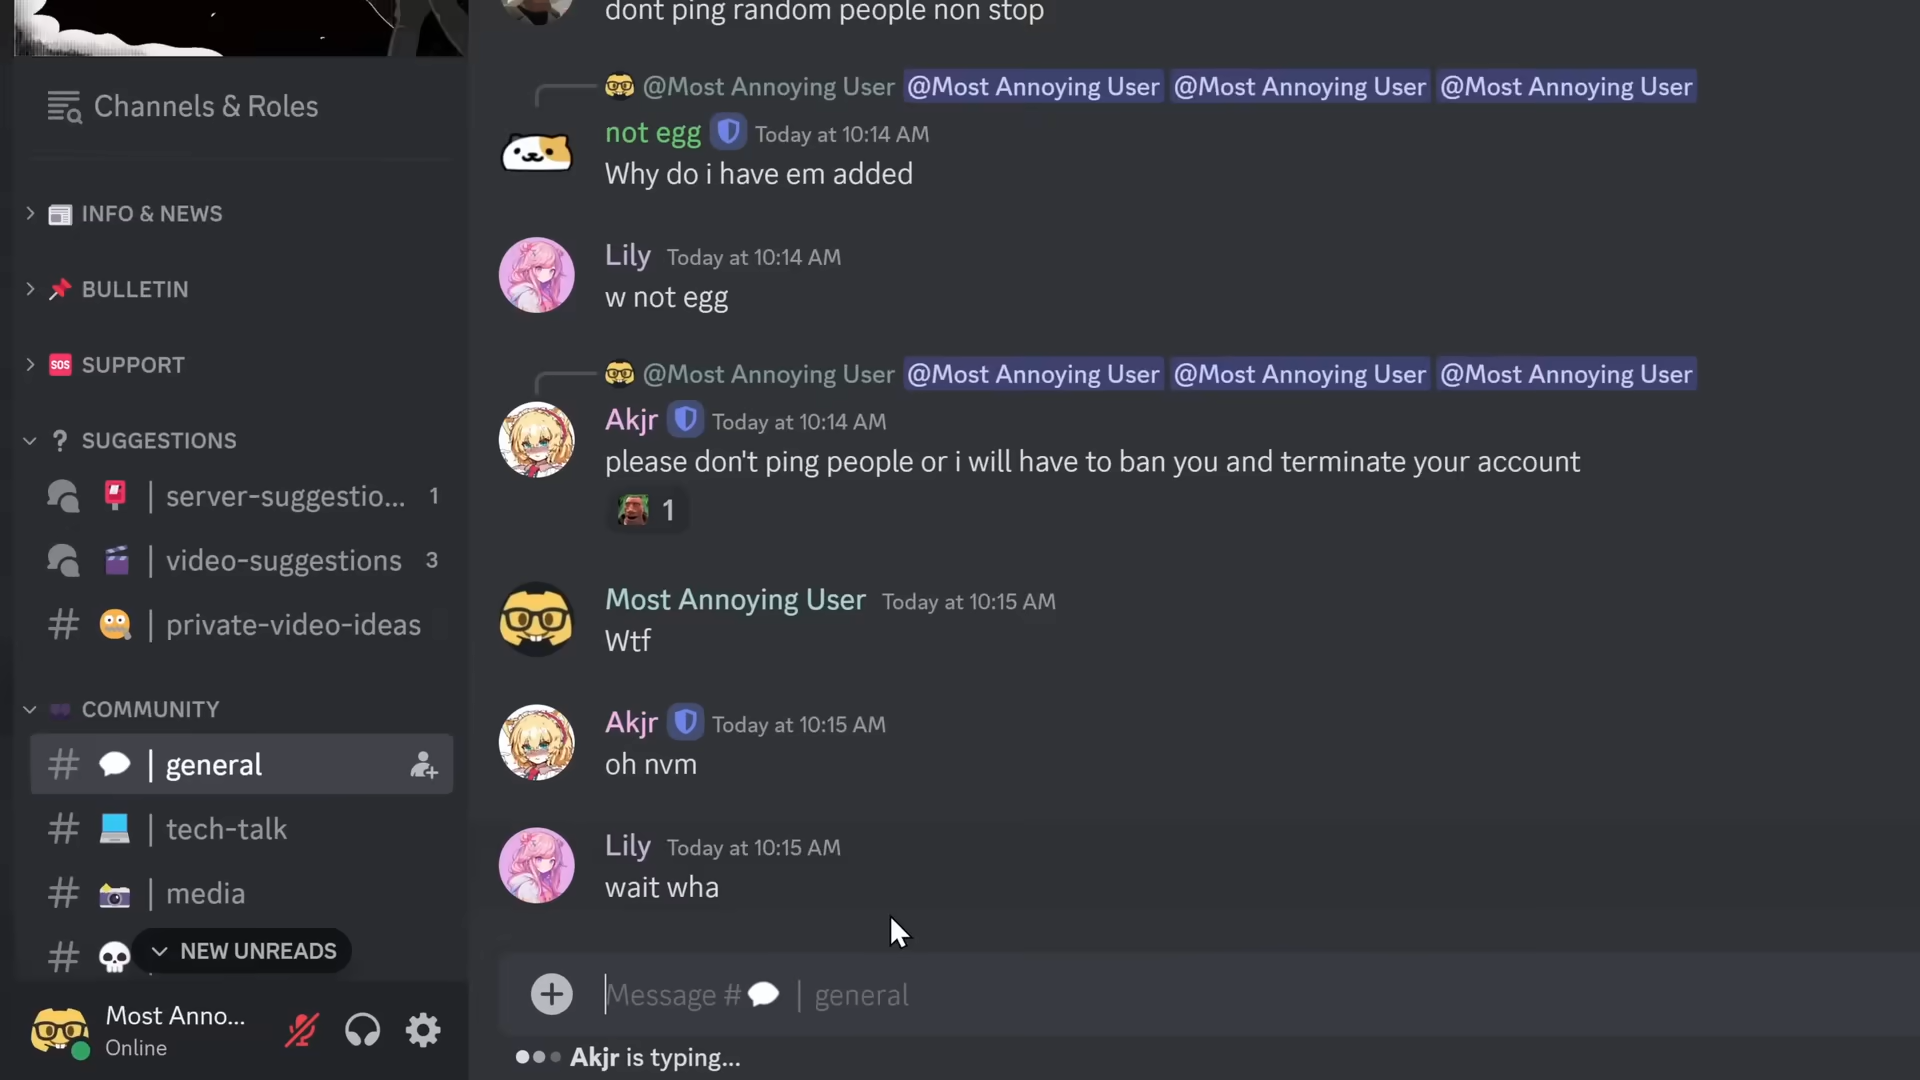 Channels & Roles
INFO & NEWS
BULLETIN
SOS SUPPORT
? SUGGESTIONS
| server-suggestio... 1
| video-suggestions 3
# | private-video-ideas
COMMUNITY
# | general
# | tech-talk
# | media
#
NEW UNREADS
Most Anno...
Online
dont ping random people non stop
@Most Annoying User @Most Annoying User @Most Annoying User @Most Annoying User
not egg Today at 10:14 AM
Why do i have em added
Lily Today at 10:14 AM
w not egg
@Most Annoying User @Most Annoying User @Most Annoying User @Most Annoying User
Akjr Today at 10:14 AM
please don't ping people or i will have to ban you and terminate your account
1
Most Annoying User Today at 10:15 AM
Wtf
Akjr Today at 10:15 AM
oh nvm
Lily Today at 10:15 AM
wait wha
Message # | general
Akjr is typing...